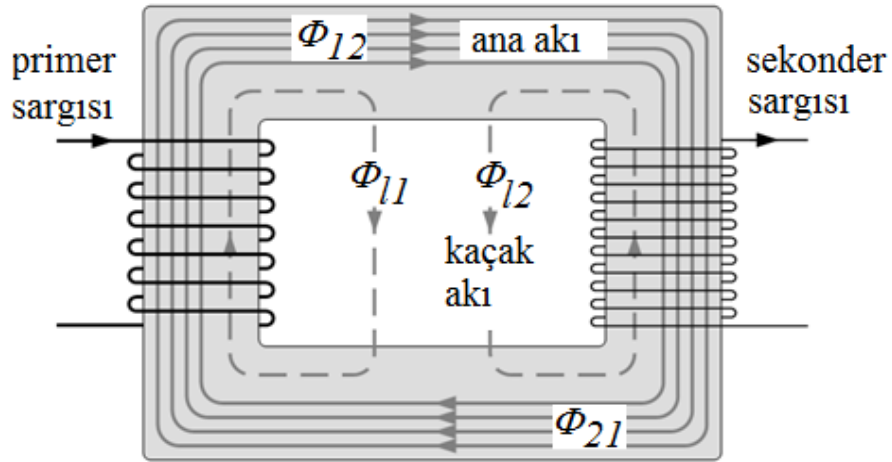 Φ12
ana akı
primer
sargısı
sekonder
sargısı
Φl1
Φl2
kaçak
akı
Φ21